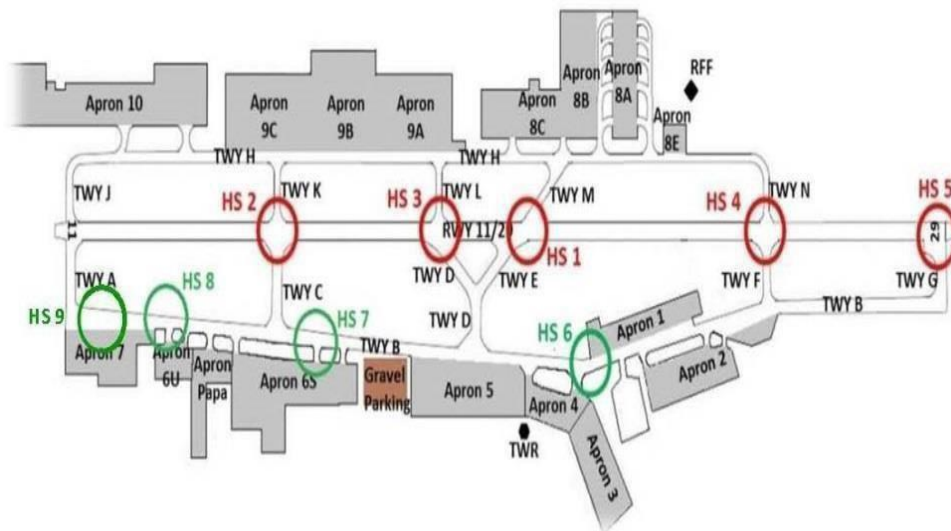 Apron 10
Apron
9C
Apron
9B
Apron
9A
Apron
8C
Apron
8B
Apron
8A
RFF
Apron
8E
TWY H
TWY H
TWY J
TWY K
TWY L
TWY M
TWY N
HS 2
HS 3
HS 1
HS 4
HS 5
11
RWY 11/29
29
TWY A
HS 8
TWY C
TWY D
TWY E
TWY F
TWY G
TWY B
HS 9
HS 7
TWY D
HS 6
Apron 1
Apron 7
Apron
6U
Apron
Papa
Apron 6S
TWY B
Gravel
Parking
Apron 5
Apron 4
Apron 2
TWR
Apron 3